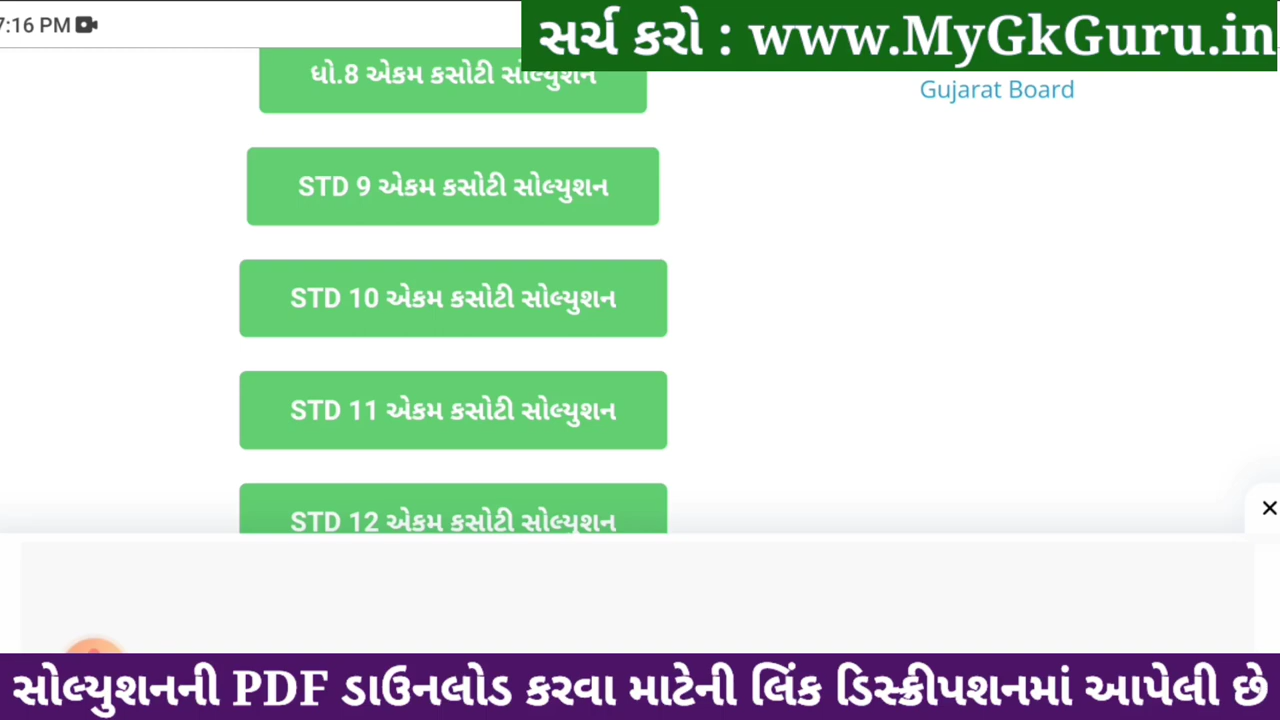 7:16 PM
સર્ચ કરો : www.MyGkGuru.in
ધો.8 એકમ કસોટી સોલ્યુશન
Gujarat Board
STD 9 એકમ કસોટી સોલ્યુશન
STD 10 એકમ કસોટી સોલ્યુશન
STD 11 એકમ કસોટી સોલ્યુશન
STD 12 એકમ કસોટી સોલ્યુશન
સોલ્યુશનની PDF ડાઉનલોડ કરવા માટેની લિંક ડિસ્ક્રીપશનમાં આપેલી છે